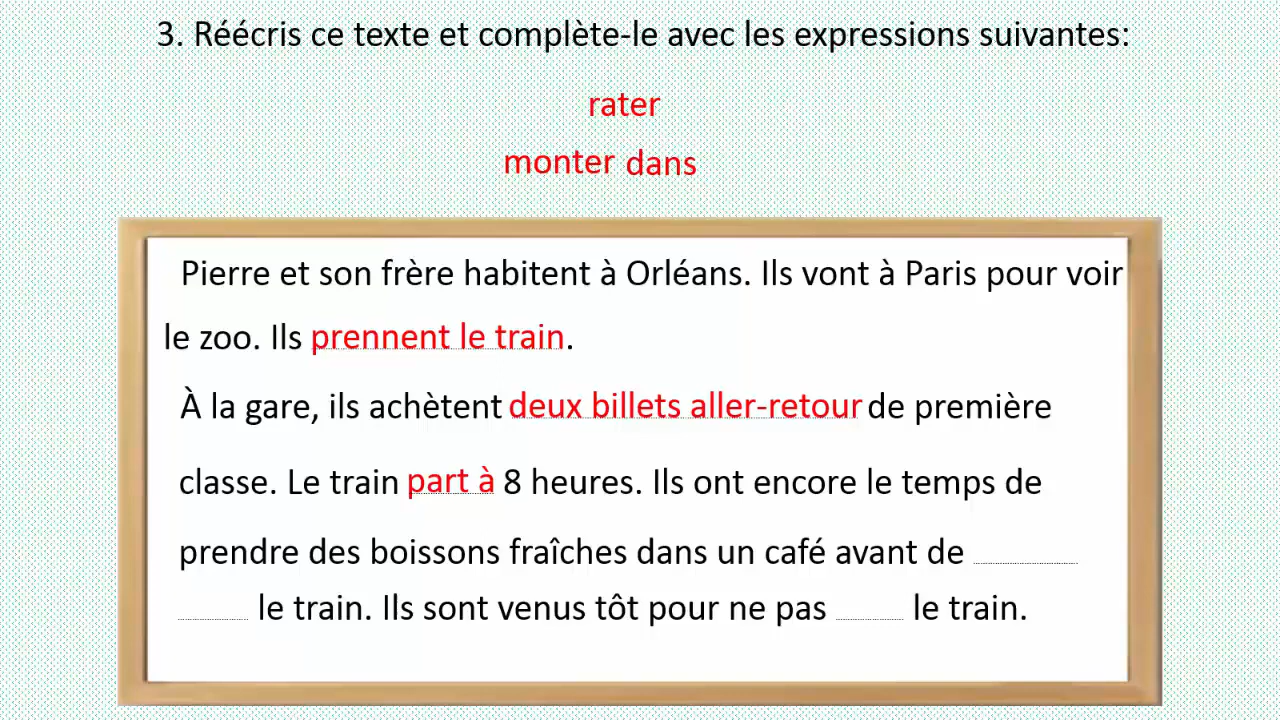 3. Réécris ce texte et complète-le avec les expressions suivantes:
rater
monter dans
Pierre et son frère habitent à Orléans. Ils vont à Paris pour voir
le zoo. Ils prennent le train.
À la gare, ils achètent deux billets aller-retour de première
classe. Le train part à 8 heures. Ils ont encore le temps de
prendre des boissons fraîches dans un café avant de
le train. Ils sont venus tôt pour ne pas le train.